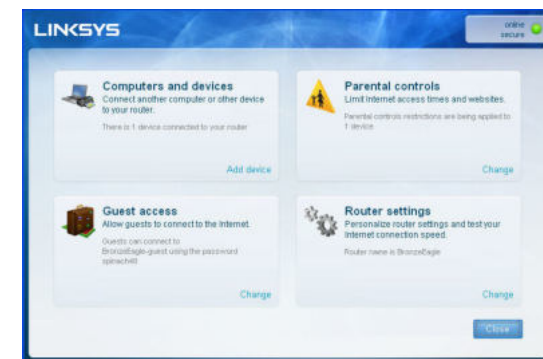 LINKSYS
online
secure
Computers and devices
Connect another computer or other device
to your router.
There is 1 device connected to your router
Add device
Parental controls
Limit Internet access times and websites.
Parental controls restrictions are being applied to
1 device
Change
Guest access
Allow guests to connect to the Internet.
Guests can connect to
BronzeEagle-guest using the password
Change
Router settings
Personalize router settings and test your
Internet connection speed.
Router name is BronzeEagle
Change
Close